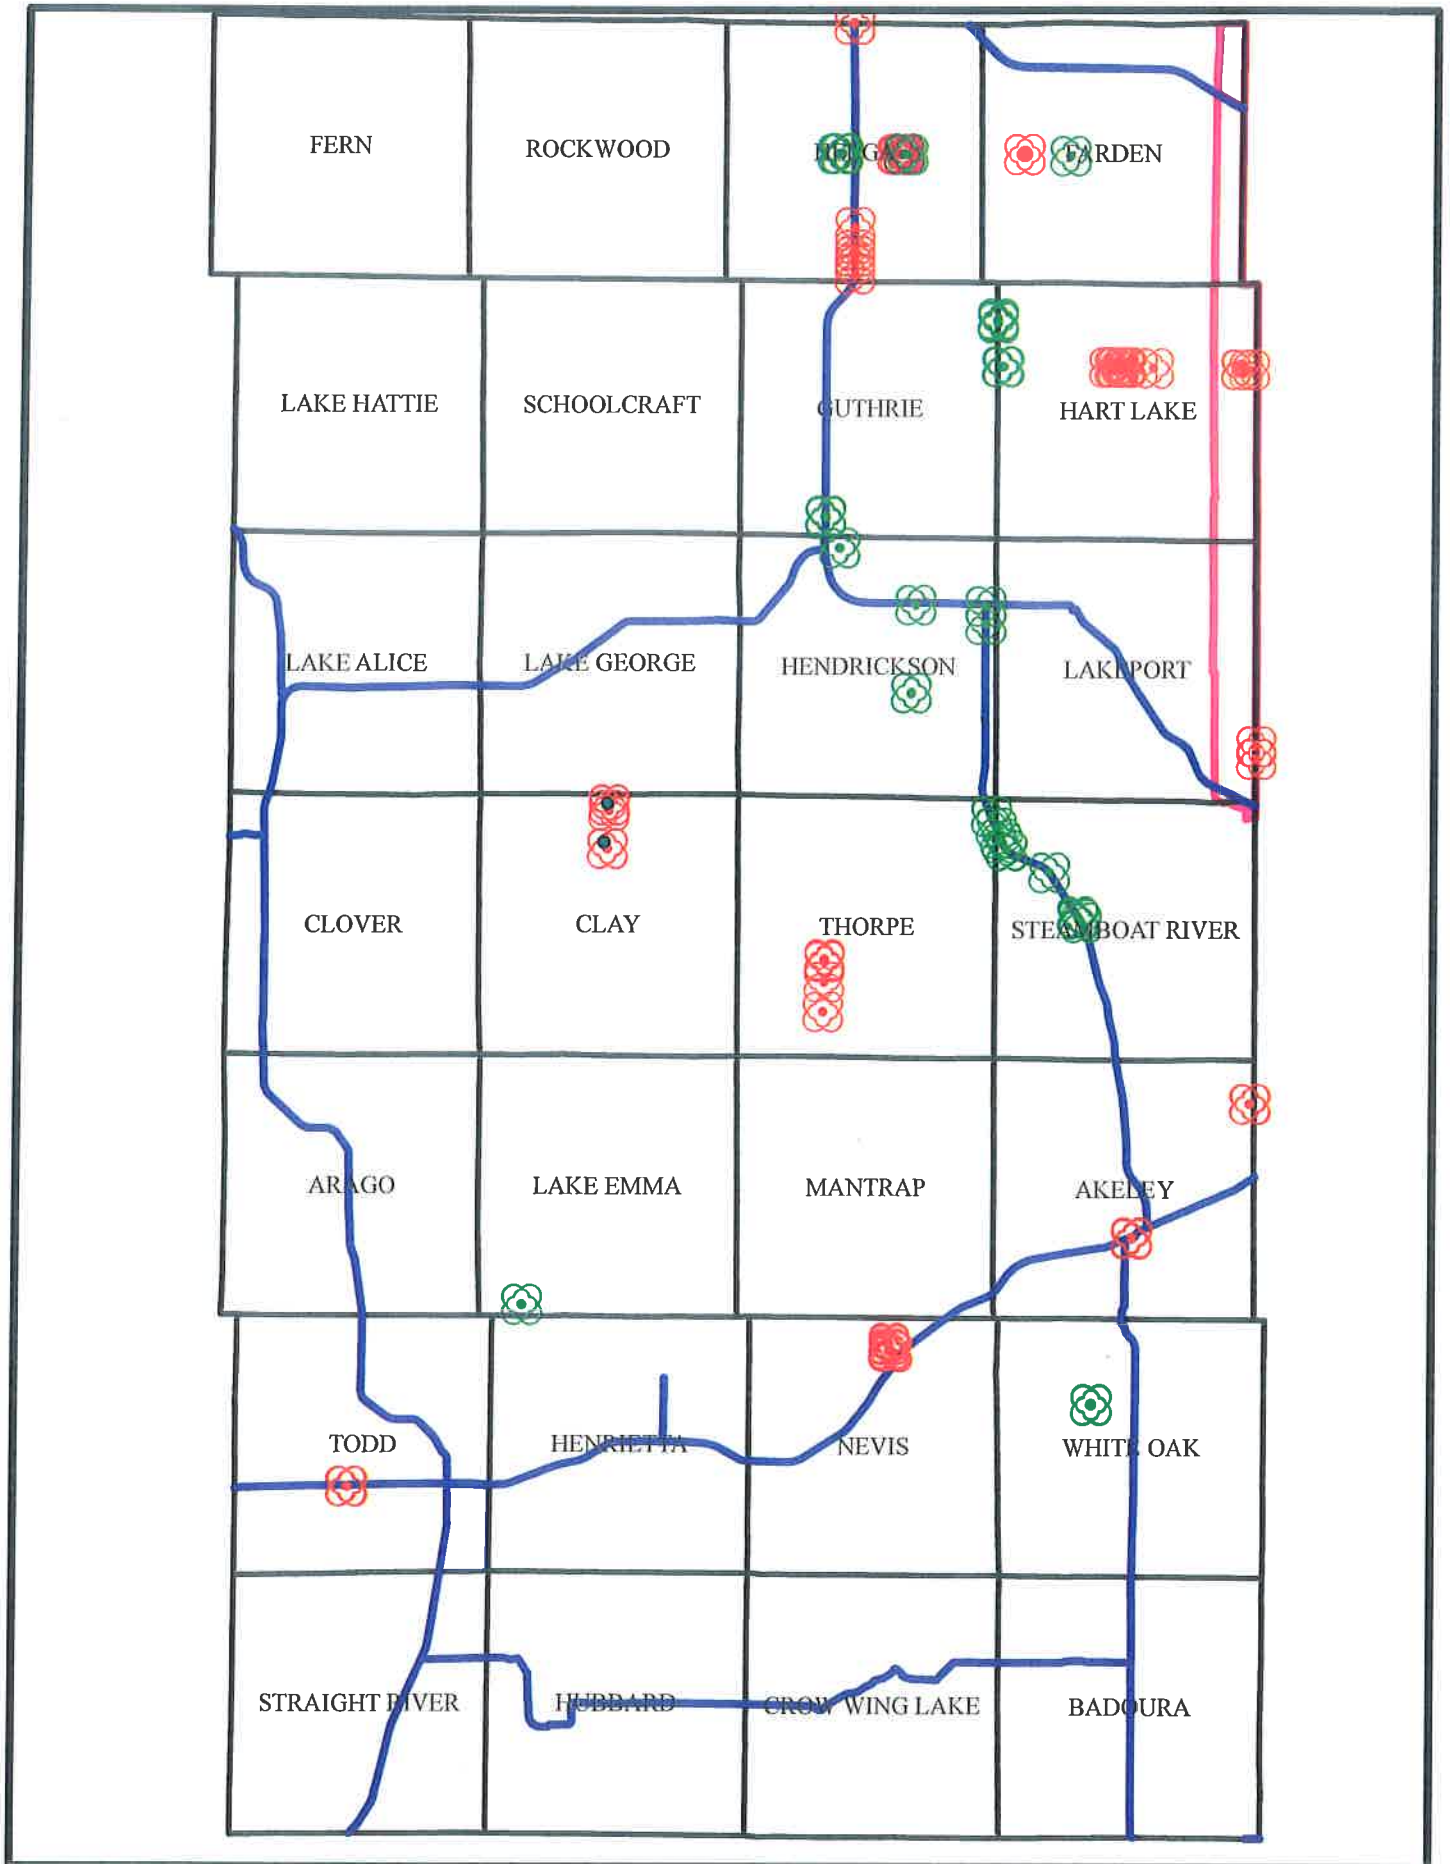 FERN
ROCKWOOD
HELGA
FARDEN
LAKE HATTIE
SCHOOLCRAFT
GUTHRIE
HART LAKE
LAKE ALICE
LAKE GEORGE
HENDRICKSON
LAKEPORT
CLOVER
CLAY
THORPE
STEAMBOAT RIVER
ARAGO
LAKE EMMA
MANTRAP
AKELEY
TODD
HENRIETTA
NEVIS
WHITE OAK
STRAIGHT RIVER
HUBBARD
CROW WING LAKE
BADOURA